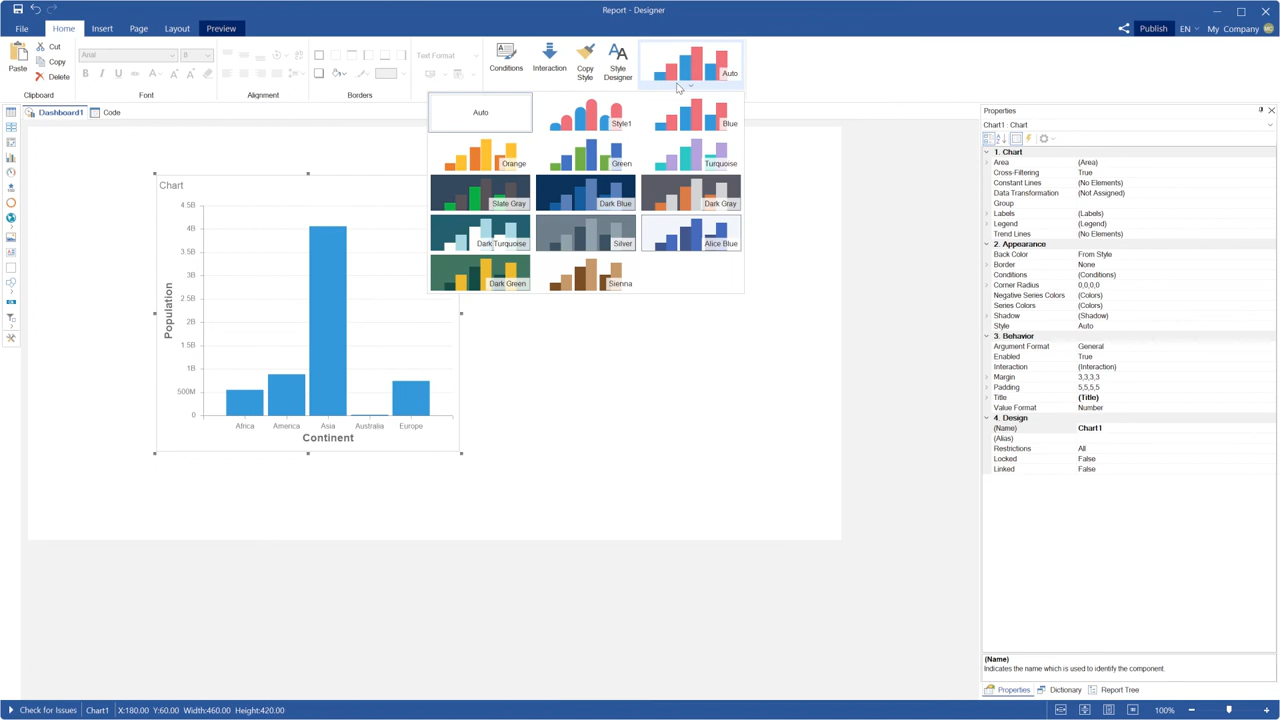 Report - Designer
File Home Insert Page Layout Preview
Publish EN My Company
Paste
Cut
Copy
Delete
Clipboard
Arial 8
B I U A
Font
Alignment
Borders
Text Format
Conditions
Interaction
Copy Style
Style Designer
Auto
Auto
Style1
Blue
Orange
Green
Turquoise
Slate Gray
Dark Blue
Dark Gray
Dark Turquoise
Silver
Alice Blue
Dark Green
Sienna
Dashboard1 Code
Chart
4.5B
4B
3.5B
3B
2.5B
2B
1.5B
1B
500M
0
Population
Africa America Asia Australia Europe
Continent
Properties
Chart1 : Chart
1. Chart
Area (Area)
Cross-Filtering True
Constant Lines (No Elements)
Data Transformation (Not Assigned)
Group
Labels (Labels)
Legend (Legend)
Trend Lines (No Elements)
2. Appearance
Back Color From Style
Border None
Conditions (Conditions)
Corner Radius 0,0,0,0
Negative Series Colors (Colors)
Series Colors (Colors)
Shadow (Shadow)
Style Auto
3. Behavior
Argument Format General
Enabled True
Interaction (Interaction)
Margin 3,3,3,3
Padding 5,5,5,5
Title (Title)
Value Format Number
4. Design
(Name) Chart1
(Alias)
Restrictions All
Locked False
Linked False
(Name)
Indicates the name which is used to identify the component.
Properties Dictionary Report Tree
Check for Issues Chart1 X:180.00 Y:60.00 Width:460.00 Height:420.00
100%